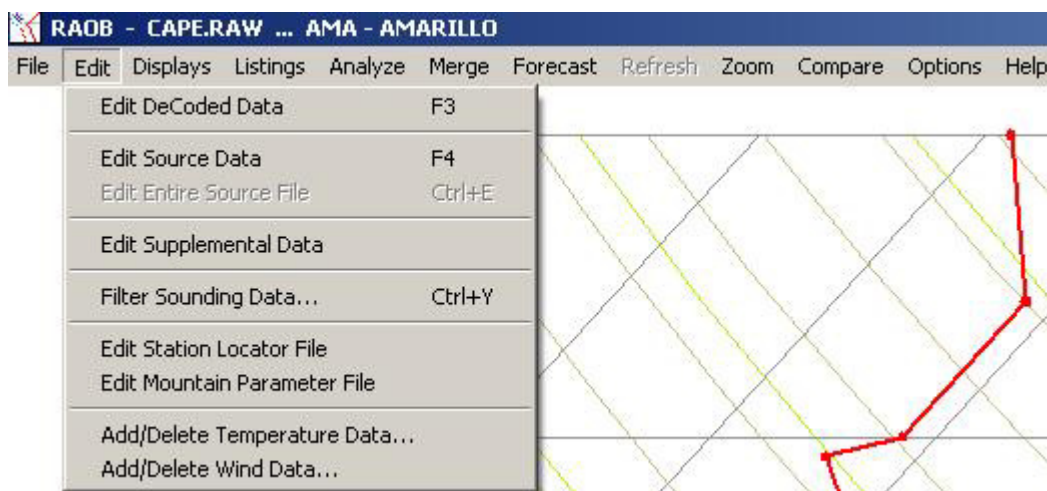 RAOB - CAPE.RAW ... AMA - AMARILLO
File Edit Displays Listings Analyze Merge Forecast Refresh Zoom Compare Options Help
Edit DeCoded Data F3
Edit Source Data F4
Edit Entire Source File Ctrl+E
Edit Supplemental Data
Filter Sounding Data... Ctrl+Y
Edit Station Locator File
Edit Mountain Parameter File
Add/Delete Temperature Data...
Add/Delete Wind Data...